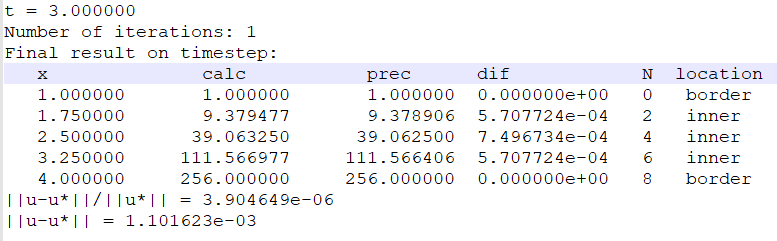 t = 3.000000
Number of iterations: 1
Final result on timestep:
x calc prec dif N location
1.000000 1.000000 1.000000 0.000000e+00 0 border
1.750000 9.379477 9.378906 5.707724e-04 2 inner
2.500000 39.063250 39.062500 7.496734e-04 4 inner
3.250000 111.566977 111.566406 5.707724e-04 6 inner
4.000000 256.000000 256.000000 0.000000e+00 8 border
||u-u*||/||u*|| = 3.904649e-06
||u-u*|| = 1.101623e-03